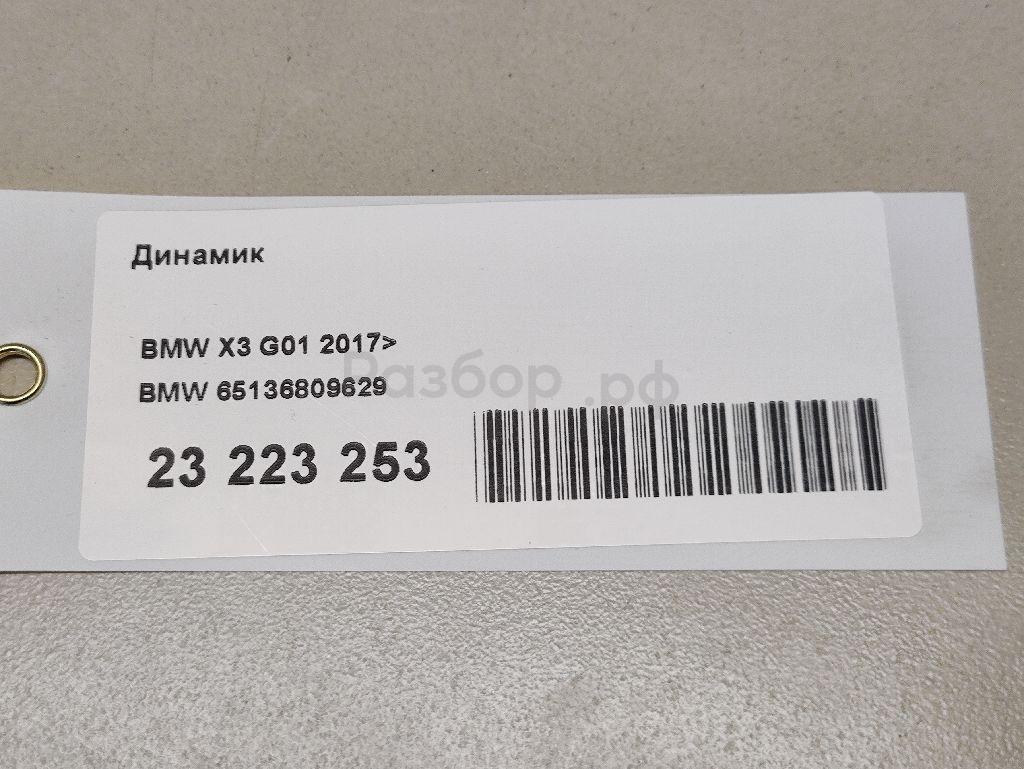 Динамик
BMW X3 G01 2017>
Разбор.рф
BMW 65136809629
23 223 253